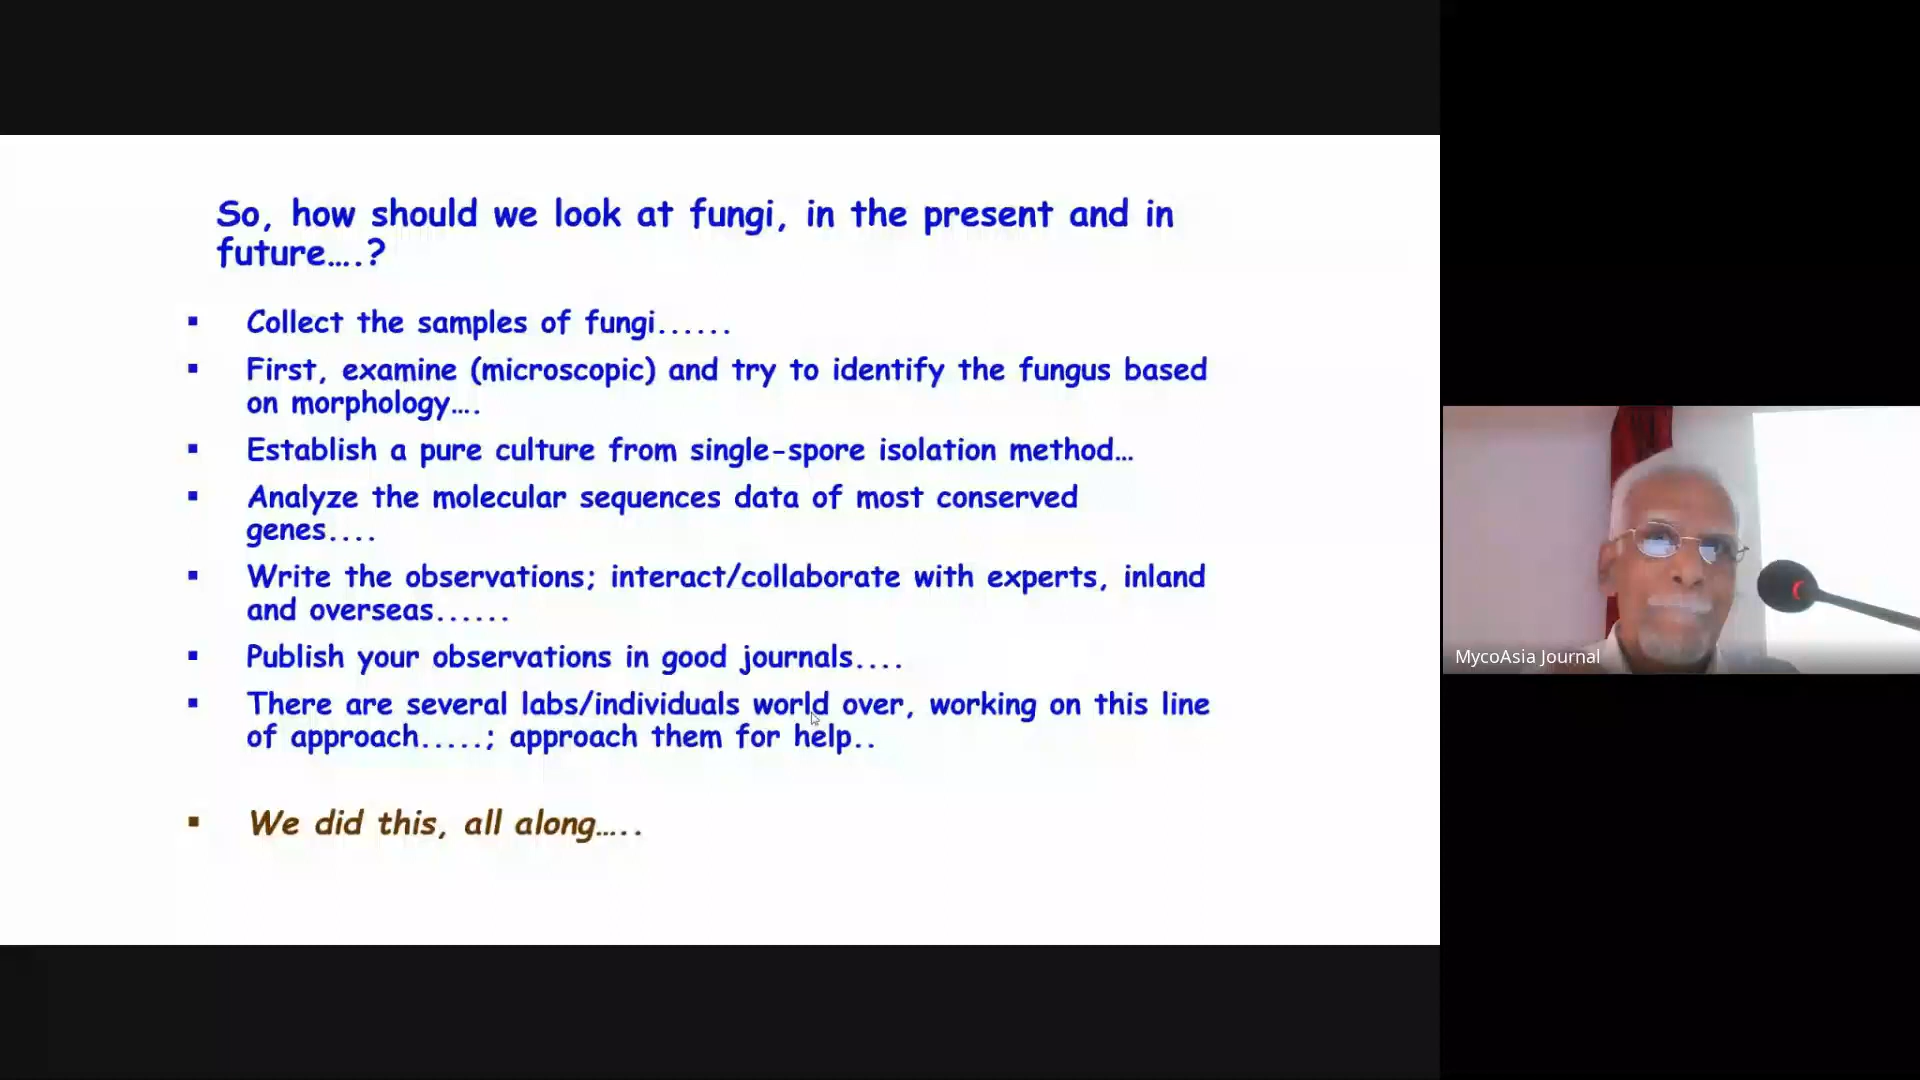 So, how should we look at fungi, in the present and in
future….?
▪ Collect the samples of fungi......
▪ First, examine (microscopic) and try to identify the fungus based
on morphology….
▪ Establish a pure culture from single-spore isolation method…
▪ Analyze the molecular sequences data of most conserved
genes....
▪ Write the observations; interact/collaborate with experts, inland
and overseas......
▪ Publish your observations in good journals....
▪ There are several labs/individuals world over, working on this line
of approach.....; approach them for help..
▪ We did this, all along…..
MycoAsia Journal